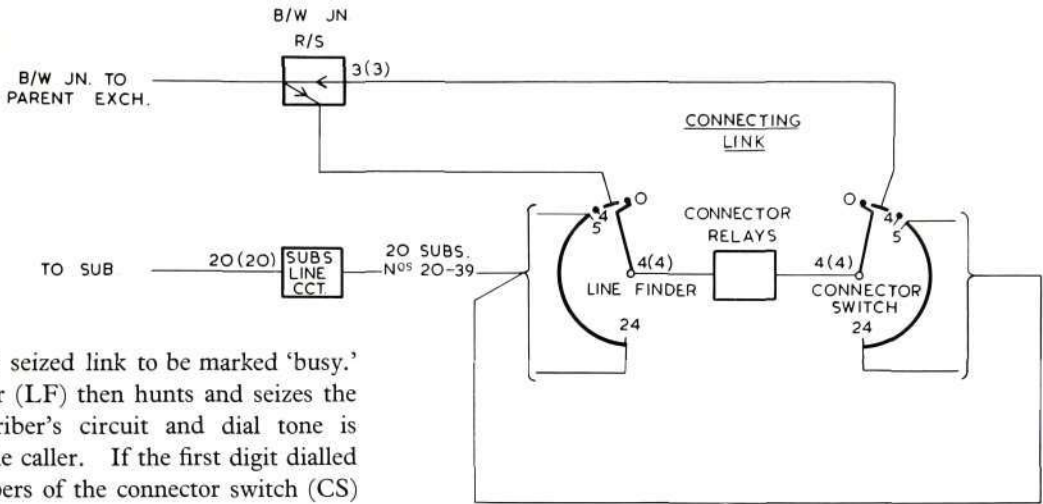 B/W JN
R/S
3(3)
B/W JN. TO
PARENT EXCH.
CONNECTING
LINK
O
4
5
CONNECTOR
RELAYS
O
4
5
TO SUB
20(20)
SUBS
LINE
CCT.
20 SUBS.
NOS 20-39
4(4)
LINE FINDER
4(4)
CONNECTOR
SWITCH
24
24
seized link to be marked ‘busy.’
r (LF) then hunts and seizes the
riber’s circuit and dial tone is
e caller. If the first digit dialled
bers of the connector switch (CS)